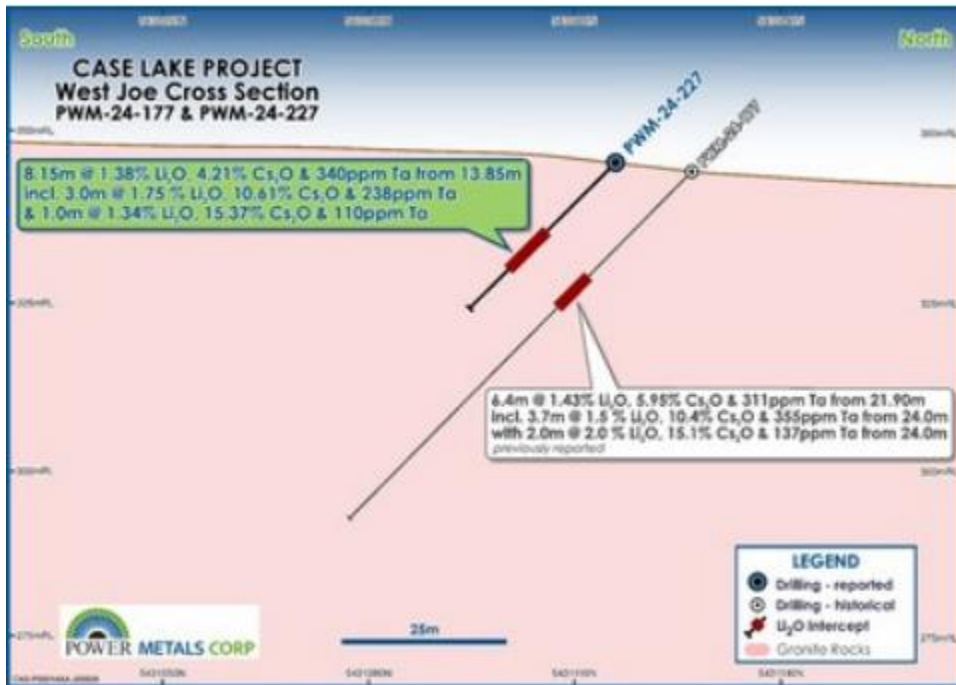 South
North
CASE LAKE PROJECT
West Joe Cross Section
PWM-24-177 & PWM-24-227
PWM-24-227
8.15m @ 1.38% Li₂O, 4.21% Cs₂O & 340ppm Ta from 13.85m
incl. 3.0m @ 1.75 % Li₂O, 10.61% Cs₂O & 238ppm Ta
& 1.0m @ 1.34% Li₂O, 15.37% Cs₂O & 110ppm Ta
325mRL
325mRL
6.4m @ 1.43% Li₂O, 5.95% Cs₂O & 311ppm Ta from 21.90m
incl. 3.7m @ 1.5 % Li₂O, 10.4% Cs₂O & 355ppm Ta from 24.0m
with 2.0m @ 2.0 % Li₂O, 15.1% Cs₂O & 137ppm Ta from 24.0m
previously reported
300mRL
LEGEND
Drilling - reported
Drilling - historical
Li₂O Intercept
Granite Rocks
POWER METALS CORP
25m
275mRL
275mRL